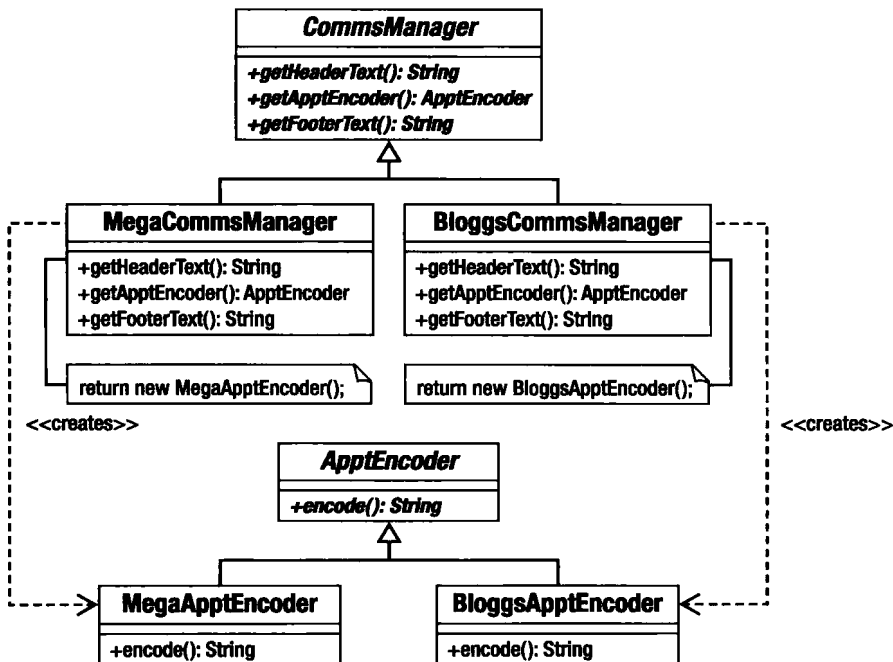 CommsManager
+getHeaderText(): String
+getApptEncoder(): ApptEncoder
+getFooterText(): String
MegaCommsManager
+getHeaderText(): String
+getApptEncoder(): ApptEncoder
+getFooterText(): String
BloggsCommsManager
+getHeaderText(): String
+getApptEncoder(): ApptEncoder
+getFooterText(): String
return new MegaApptEncoder();
return new BloggsApptEncoder();
<<creates>>
<<creates>>
ApptEncoder
+encode(): String
MegaApptEncoder
+encode(): String
BloggsApptEncoder
+encode(): String